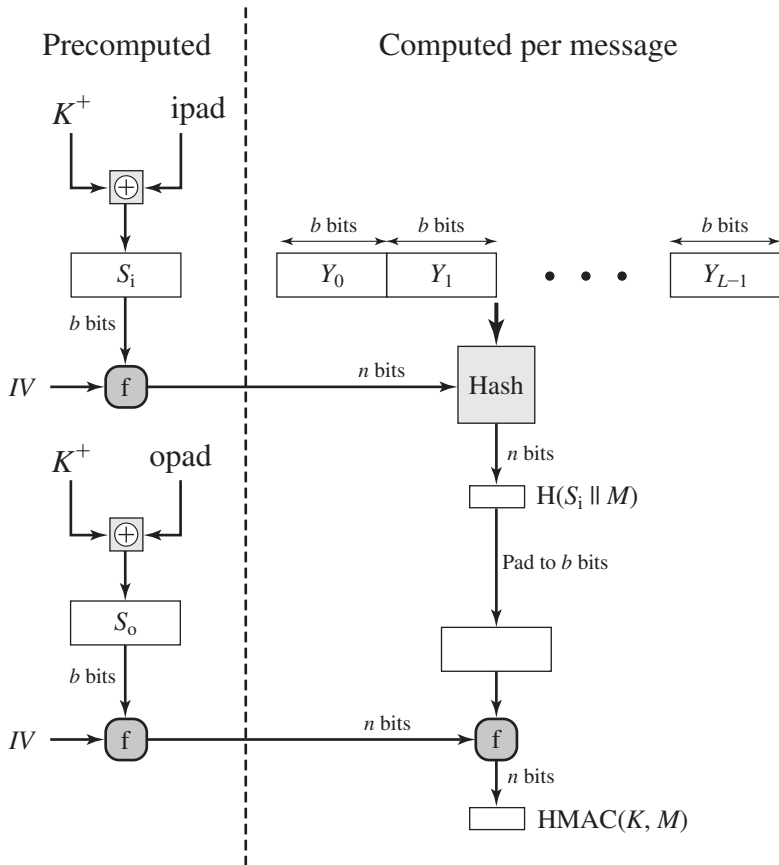 Precomputed
Computed per message
K+ ipad
⊕
b bits b bits b bits
Si
Y0 Y1 • • • YL–1
b bits
IV f n bits Hash
K+ opad
n bits
H(Si || M)
⊕
Pad to b bits
So
b bits
IV f n bits f
n bits
HMAC(K, M)